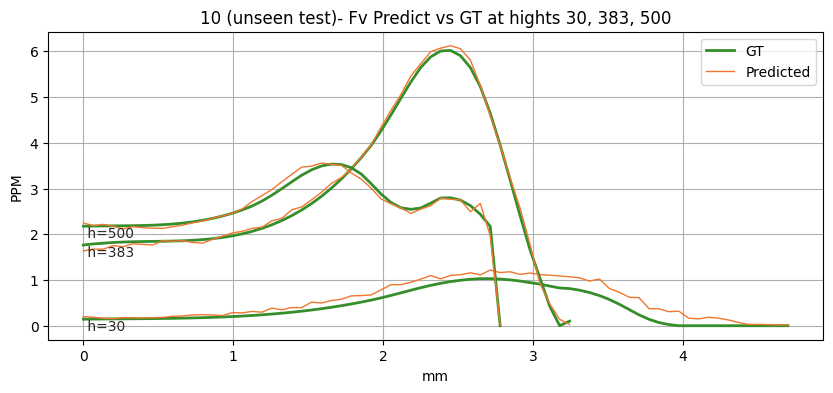 10 (unseen test)- Fv Predict vs GT at hights 30, 383, 500
GT
Predicted
PPM
6
5
4
3
2
1
0
h=500
h=383
h=30
0 1 2 3 4
mm